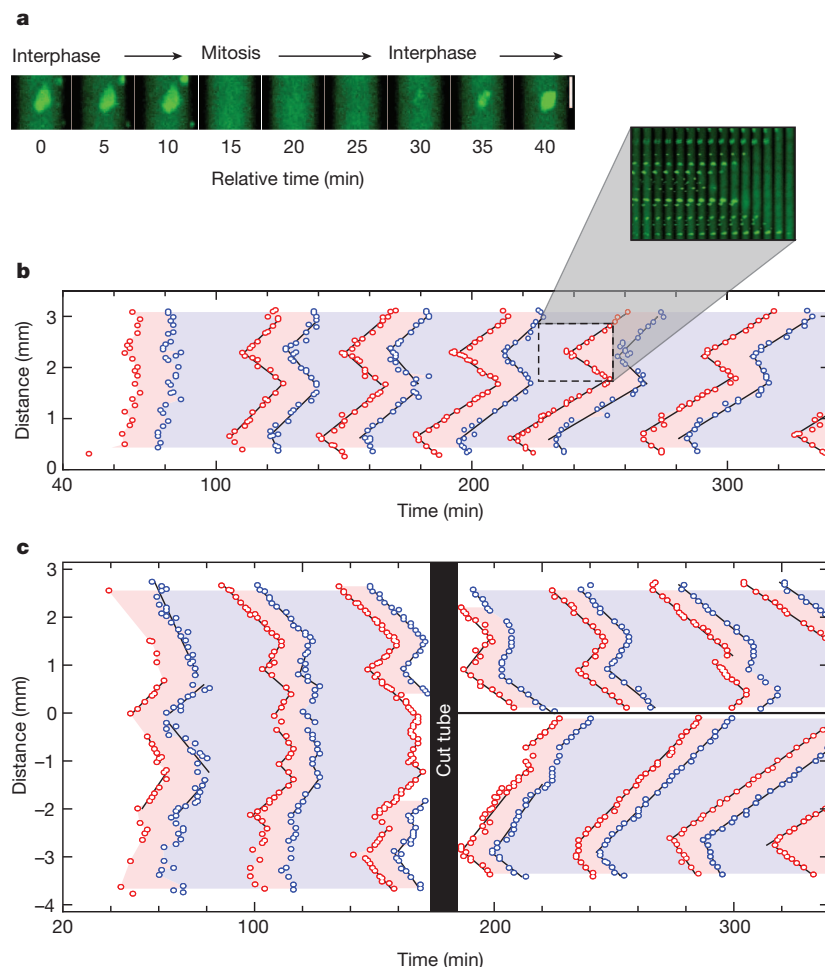 a
Interphase Mitosis Interphase
0 5 10 15 20 25 30 35 40
Relative time (min)
b
Distance (mm)
3
2
1
0
40 100 200 300
Time (min)
c
Distance (mm)
3
2
1
0
–1
–2
–3
–4
Cut tube
20 100 200 300
Time (min)